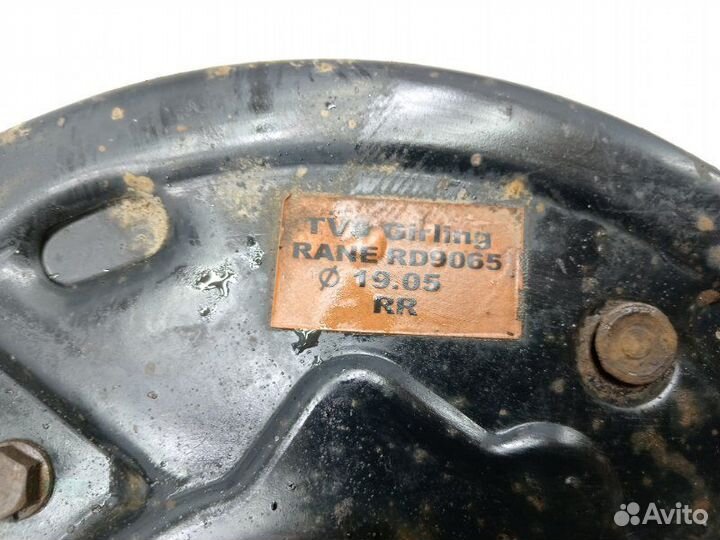 TVS Girling
RANE RD9065
Ø 19.05
RR
Avito